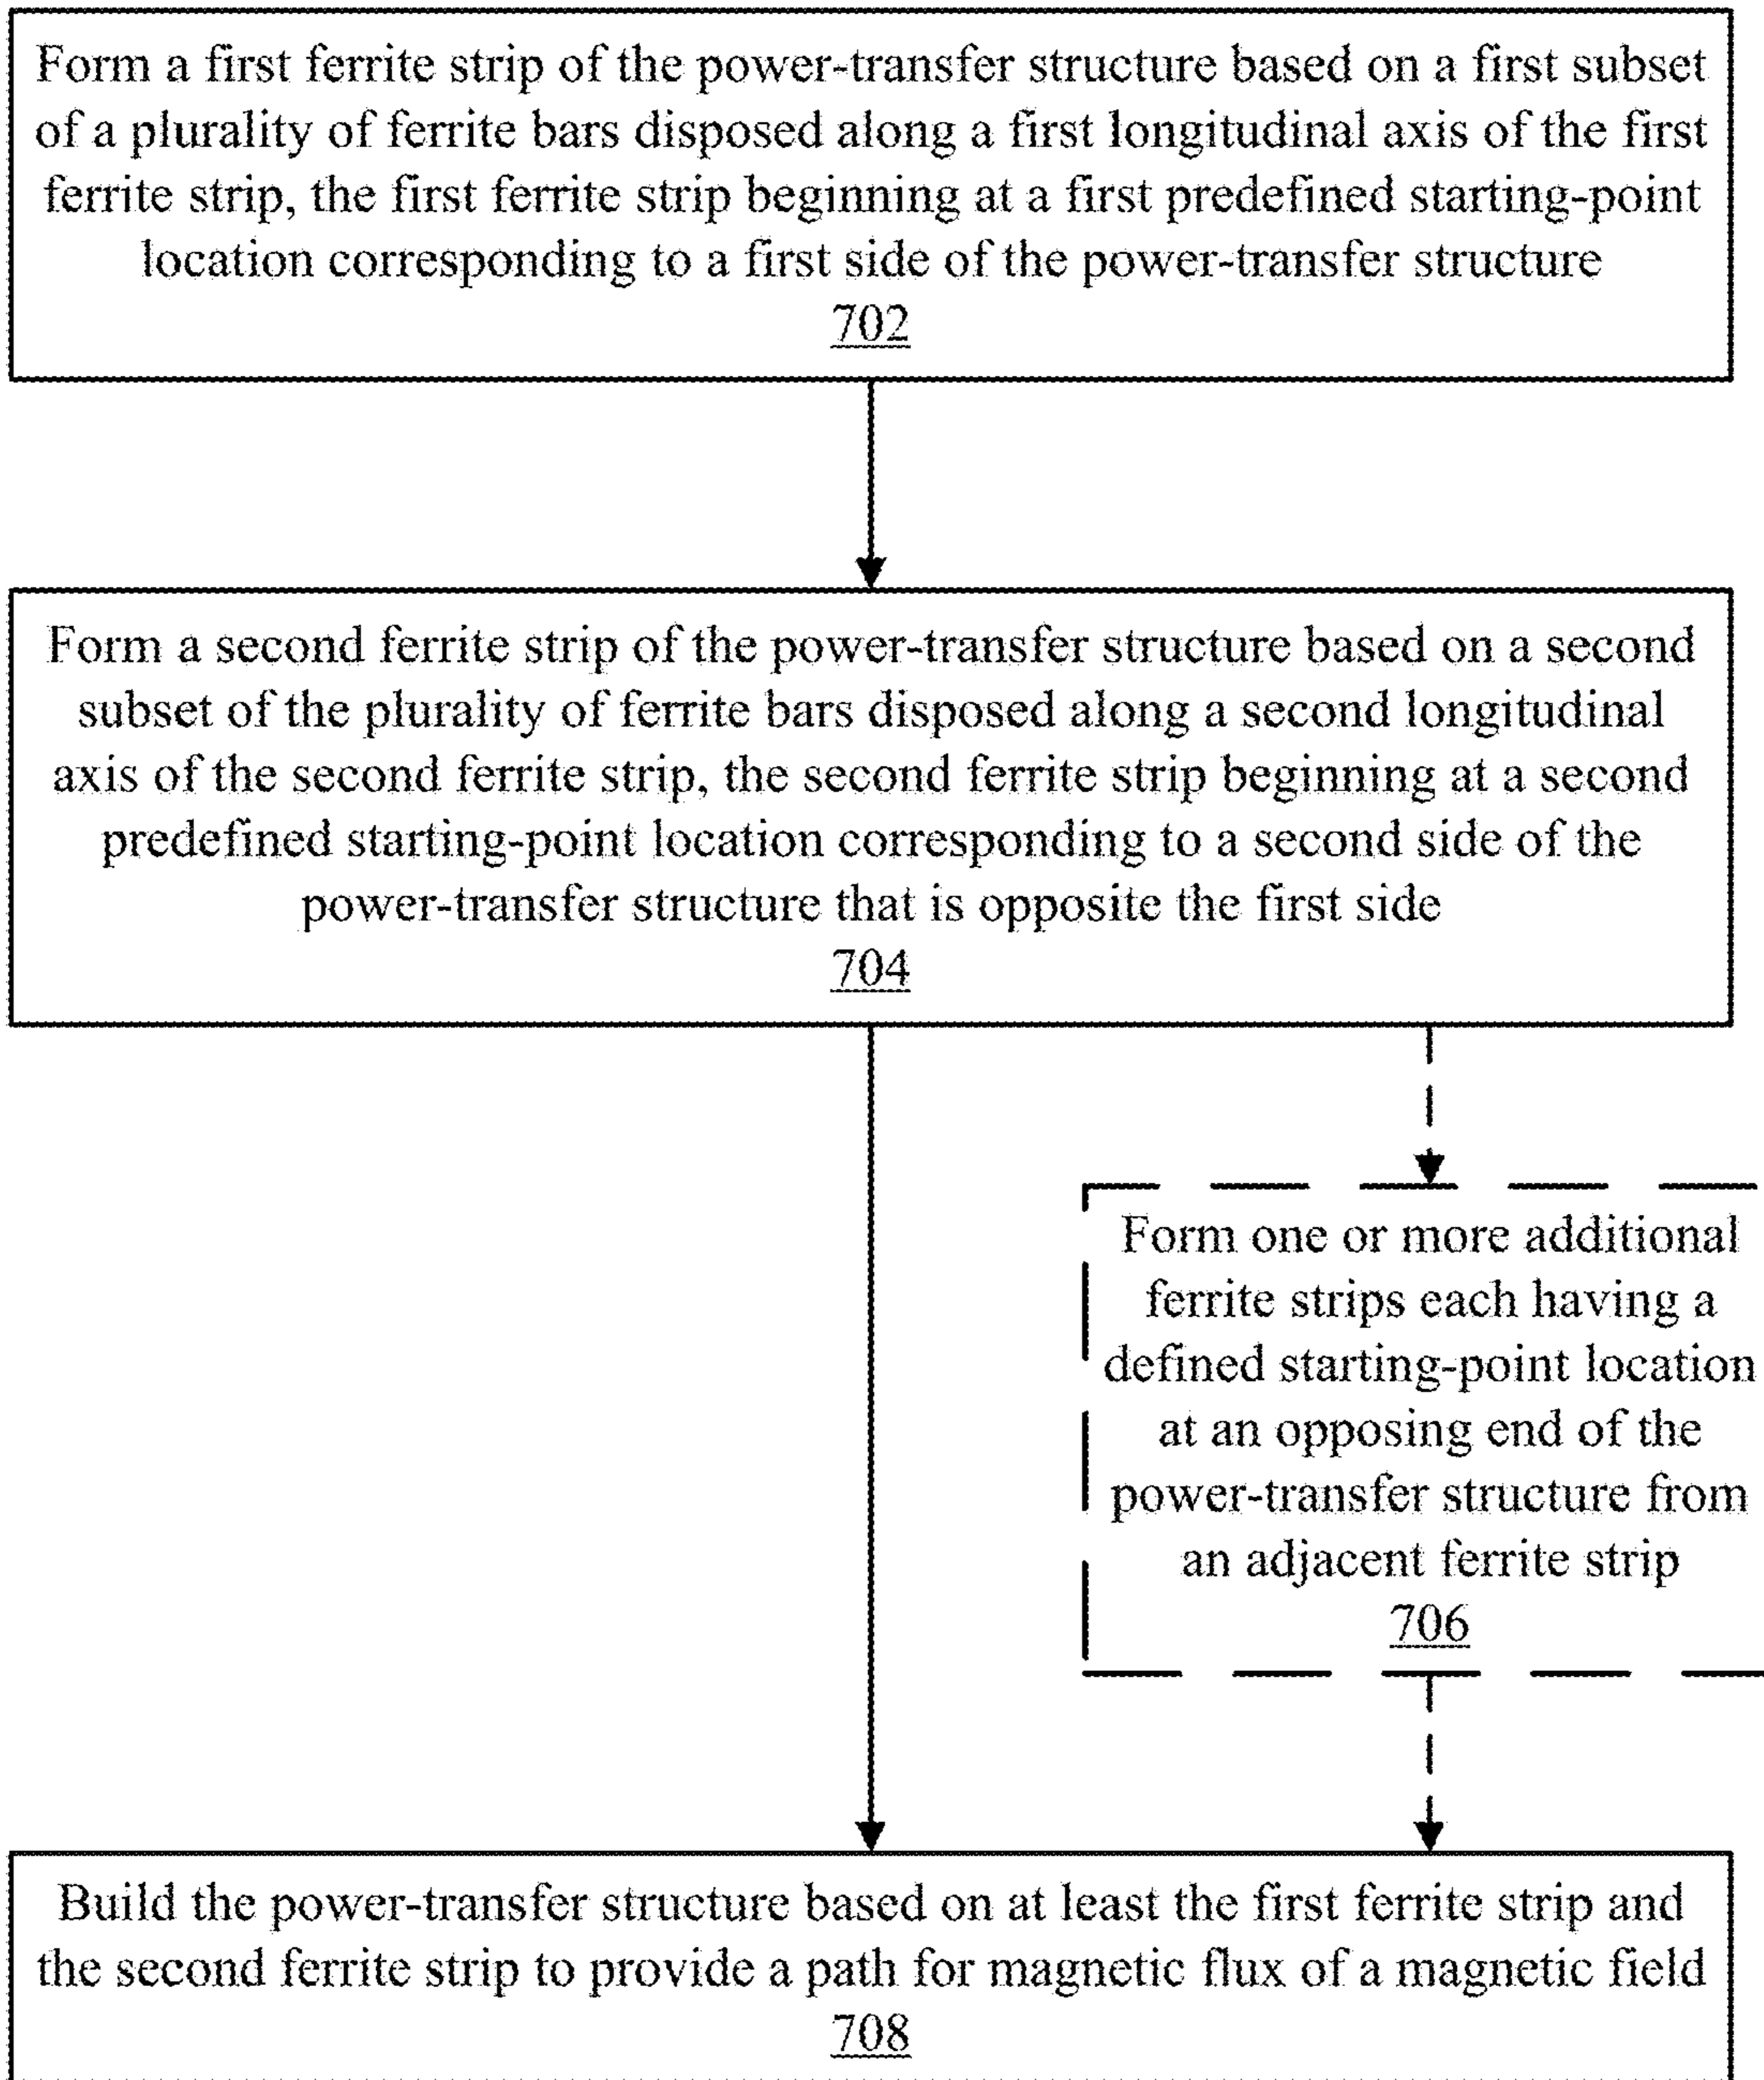 Form a first ferrite strip of the power-transfer structure based on a first subset
of a plurality of ferrite bars disposed along a first longitudinal axis of the first
ferrite strip, the first ferrite strip beginning at a first predefined starting-point
location corresponding to a first side of the power-transfer structure
702
Form a second ferrite strip of the power-transfer structure based on a second
subset of the plurality of ferrite bars disposed along a second longitudinal
axis of the second ferrite strip, the second ferrite strip beginning at a second
predefined starting-point location corresponding to a second side of the
power-transfer structure that is opposite the first side
704
Form one or more additional
ferrite strips each having a
defined starting-point location
at an opposing end of the
power-transfer structure from
an adjacent ferrite strip
706
Build the power-transfer structure based on at least the first ferrite strip and
the second ferrite strip to provide a path for magnetic flux of a magnetic field
708